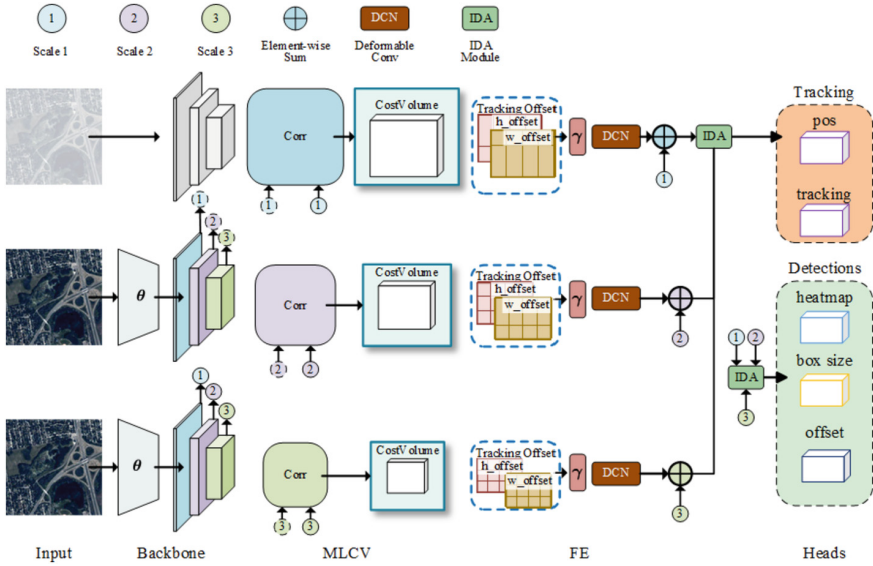 1 2 3 DCN IDA
Scale 1 Scale 2 Scale 3 Element-wise Sum Deformable Conv IDA Module
Corr CostVolume Tracking Offset h_offset w_offset γ DCN IDA
1 1 1
Tracking
pos
tracking
1 2 3
θ Corr CostVolume Tracking Offset h_offset w_offset γ DCN
2 2 2
Detections
heatmap
1 2
IDA
3
box size
offset
1 2 3
θ Corr CostVolume Tracking Offset h_offset w_offset γ DCN
3 3 3
Input Backbone MLCV FE Heads